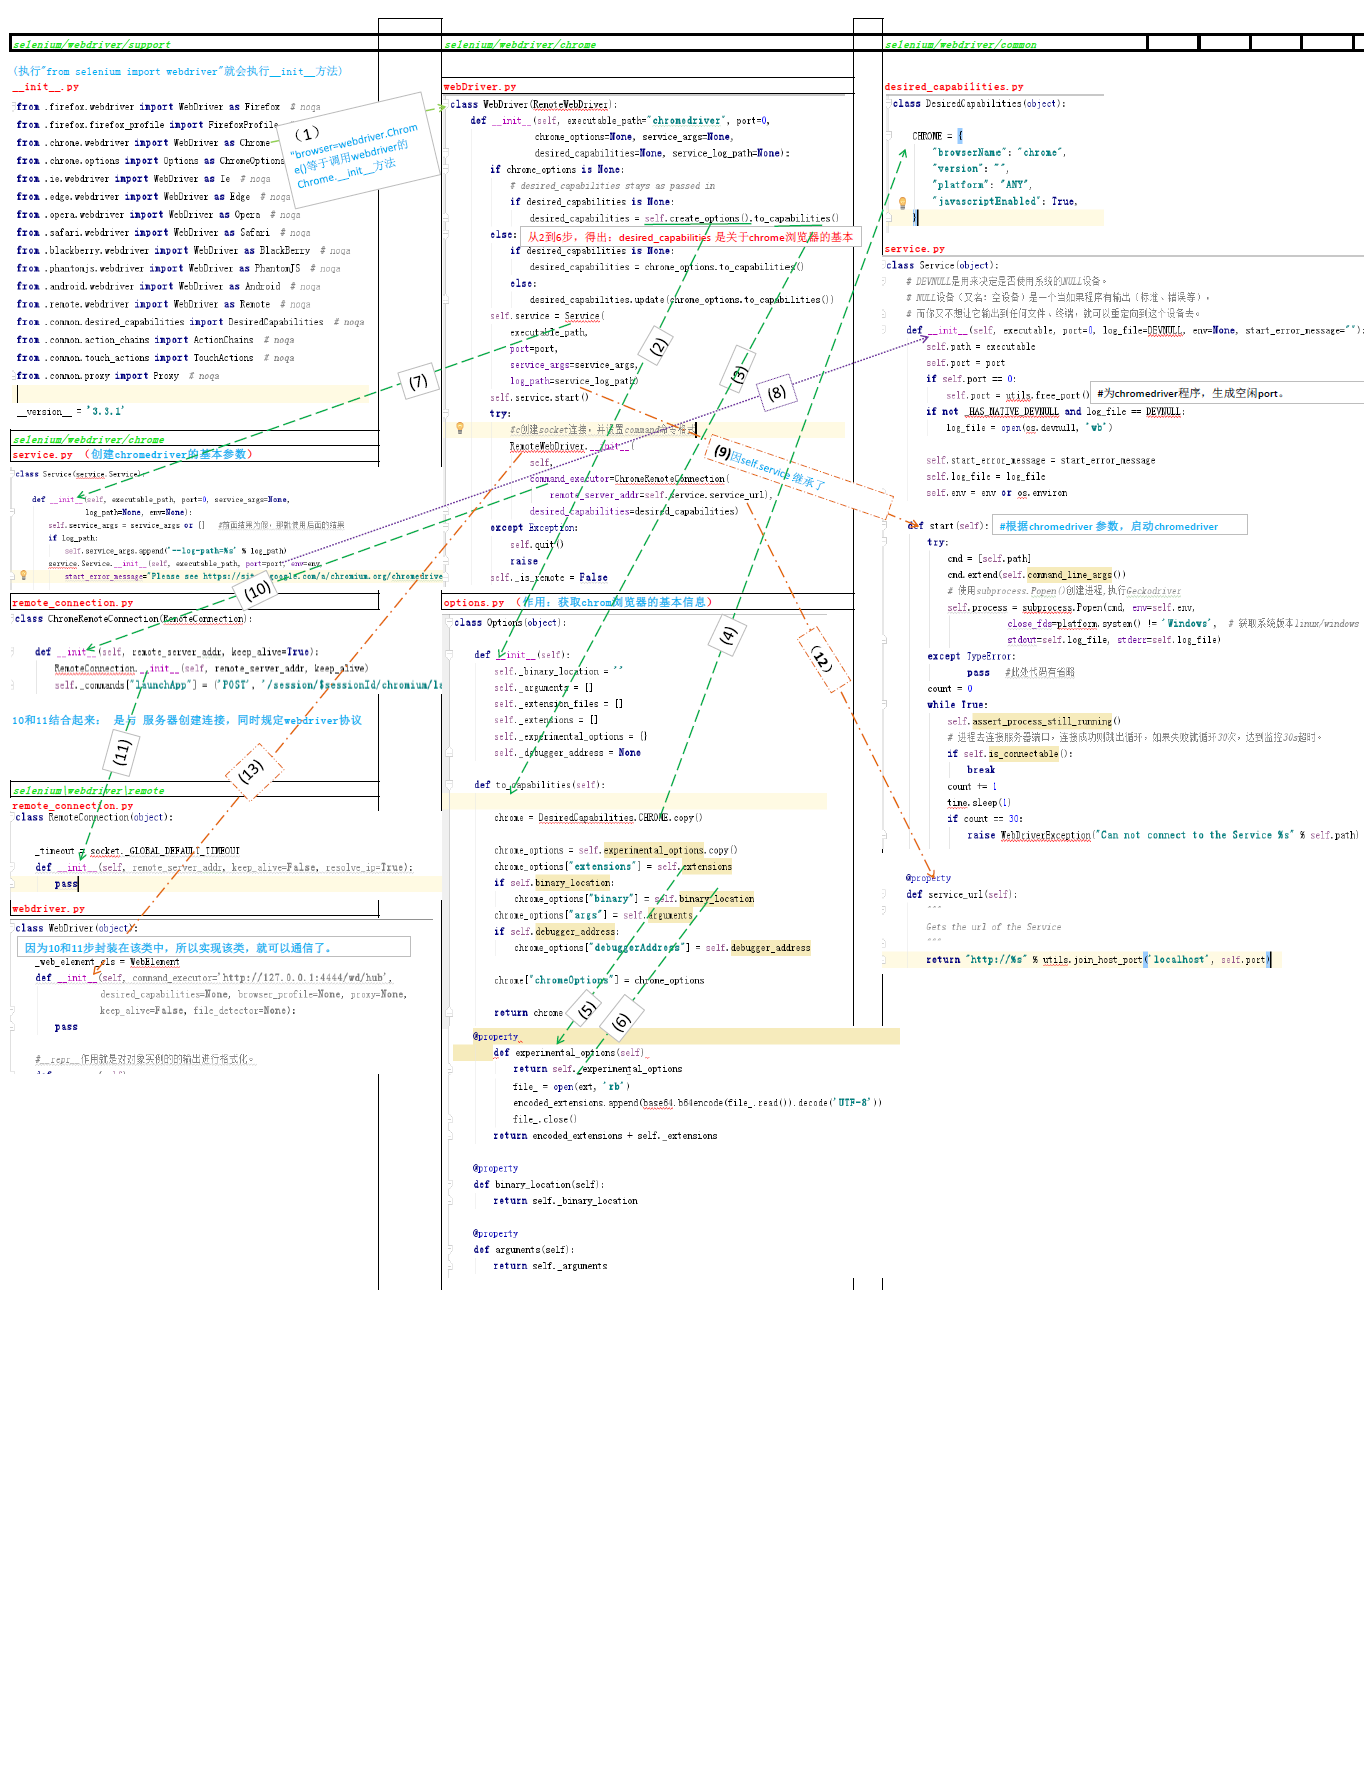 selenium/webdriver/support
(执行"from selenium import webdriver"就会执行__init__方法)
__init__.py
from .firefox.webdriver import WebDriver as Firefox  # noqa
from .firefox.firefox_profile import FirefoxProfile
from .chrome.webdriver import WebDriver as Chrome
from .chrome.options import Options as ChromeOptions
from .ie.webdriver import WebDriver as Ie  # noqa
from .edge.webdriver import WebDriver as Edge  # noqa
from .opera.webdriver import WebDriver as Opera  # noqa
from .safari.webdriver import WebDriver as Safari  # noqa
from .blackberry.webdriver import WebDriver as BlackBerry  # noqa
from .phantomjs.webdriver import WebDriver as PhantomJS  # noqa
from .android.webdriver import WebDriver as Android  # noqa
from .remote.webdriver import WebDriver as Remote  # noqa
from .common.desired_capabilities import DesiredCapabilities  # noqa
from .common.action_chains import ActionChains  # noqa
from .common.touch_actions import TouchActions  # noqa
from .common.proxy import Proxy  # noqa
__version__ = '3.3.1'
(1)
"browser=webdriver.Chrom
e()等于调用webdriver的
Chrome.__init__方法
selenium/webdriver/chrome
service.py （创建chromedriver的基本参数）
class Service(service.Service):
def __init__(self, executable_path, port=0, service_args=None,
log_path=None, env=None):
self.service_args = service_args or []  #前面结果为假，那就使用后面的结果
if log_path:
self.service_args.append('--log-path=%s' % log_path)
service.Service.__init__(self, executable_path, port=port, env=env,
start_error_message="Please see https://sites.google.com/a/chromium.org/chromedrive
(7)
(10)
remote_connection.py
class ChromeRemoteConnection(RemoteConnection):
def __init__(self, remote_server_addr, keep_alive=True):
RemoteConnection.__init__(self, remote_server_addr, keep_alive)
self._commands["launchApp"] = ('POST', '/session/$sessionId/chromium/la
10和11结合起来： 是与 服务器创建连接，同时规定webdriver协议
(11)
(13)
selenium\webdriver\remote
remote_connection.py
class RemoteConnection(object):
_timeout = socket._GLOBAL_DEFAULT_TIMEOUT
def __init__(self, remote_server_addr, keep_alive=False, resolve_ip=True):
pass
webdriver.py
class WebDriver(object):
因为10和11步封装在该类中，所以实现该类，就可以通信了。
_web_element_cls = WebElement
def __init__(self, command_executor='http://127.0.0.1:4444/wd/hub',
desired_capabilities=None, browser_profile=None, proxy=None,
keep_alive=False, file_detector=None):
pass
#__repr__作用就是对对象实例的的输出进行格式化。
selenium/webdriver/chrome
webDriver.py
class WebDriver(RemoteWebDriver):
def __init__(self, executable_path="chromedriver", port=0,
chrome_options=None, service_args=None,
desired_capabilities=None, service_log_path=None):
if chrome_options is None:
# desired_capabilities stays as passed in
if desired_capabilities is None:
desired_capabilities = self.create_options().to_capabilities()
else:
从2到6步，得出：desired_capabilities 是关于chrome浏览器的基本
if desired_capabilities is None:
desired_capabilities = chrome_options.to_capabilities()
else:
desired_capabilities.update(chrome_options.to_capabilities())
self.service = Service(
executable_path,
port=port,
service_args=service_args,
log_path=service_log_path)
self.service.start()
try:
#c创建socket连接，并设置command命令格式
RemoteWebDriver.__init__(
self,
command_executor=ChromeRemoteConnection(
remote_server_addr=self.service.service_url),
desired_capabilities=desired_capabilities)
except Exception:
self.quit()
raise
self._is_remote = False
(2)
(3)
(8)
(9)因self.service 继承了
options.py （作用：获取chrom浏览器的基本信息）
class Options(object):
def __init__(self):
self._binary_location = ''
self._arguments = []
self._extension_files = []
self._extensions = []
self._experimental_options = {}
self._debugger_address = None
def to_capabilities(self):
chrome = DesiredCapabilities.CHROME.copy()
chrome_options = self.experimental_options.copy()
chrome_options["extensions"] = self.extensions
if self.binary_location:
chrome_options["binary"] = self.binary_location
chrome_options["args"] = self.arguments
if self.debugger_address:
chrome_options["debuggerAddress"] = self.debugger_address
chrome["chromeOptions"] = chrome_options
return chrome
(4)
(12)
(5)
(6)
@property
def experimental_options(self)
return self._experimental_options
file_ = open(ext, 'rb')
encoded_extensions.append(base64.b64encode(file_.read()).decode('UTF-8'))
file_.close()
return encoded_extensions + self._extensions
@property
def binary_location(self):
return self._binary_location
@property
def arguments(self):
return self._arguments
selenium/webdriver/common
desired_capabilities.py
class DesiredCapabilities(object):
CHROME = {
"browserName": "chrome",
"version": "",
"platform": "ANY",
"javascriptEnabled": True,
}
service.py
class Service(object):
# DEVNULL是用来决定是否使用系统的NULL设备。
# NULL设备（又名：空设备）是一个当如果程序有输出（标准、错误等），
# 而你又不想让它输出到任何文件、终端，就可以重定向到这个设备去。
def __init__(self, executable, port=0, log_file=DEVNULL, env=None, start_error_message=""):
self.path = executable
self.port = port
if self.port == 0:
self.port = utils.free_port()
#为chromedriver程序，生成空闲port。
if not _HAS_NATIVE_DEVNULL and log_file == DEVNULL:
log_file = open(os.devnull, 'wb')
self.start_error_message = start_error_message
self.log_file = log_file
self.env = env or os.environ
def start(self):
#根据chromedriver 参数，启动chromedriver
try:
cmd = [self.path]
cmd.extend(self.command_line_args())
# 使用subprocess.Popen()创建进程,执行Geckodriver
self.process = subprocess.Popen(cmd, env=self.env,
close_fds=platform.system() != 'Windows',  # 获取系统版本linux/windows
stdout=self.log_file, stderr=self.log_file)
except TypeError:
pass  #此处代码有省略
count = 0
while True:
self.assert_process_still_running()
# 进程去连接服务器端口，连接成功则跳出循环，如果失败就循环30次，达到监控30s超时。
if self.is_connectable():
break
count += 1
time.sleep(1)
if count == 30:
raise WebDriverException("Can not connect to the Service %s" % self.path)
@property
def service_url(self):
"""
Gets the url of the Service
"""
return "http://%s" % utils.join_host_port('localhost', self.port)